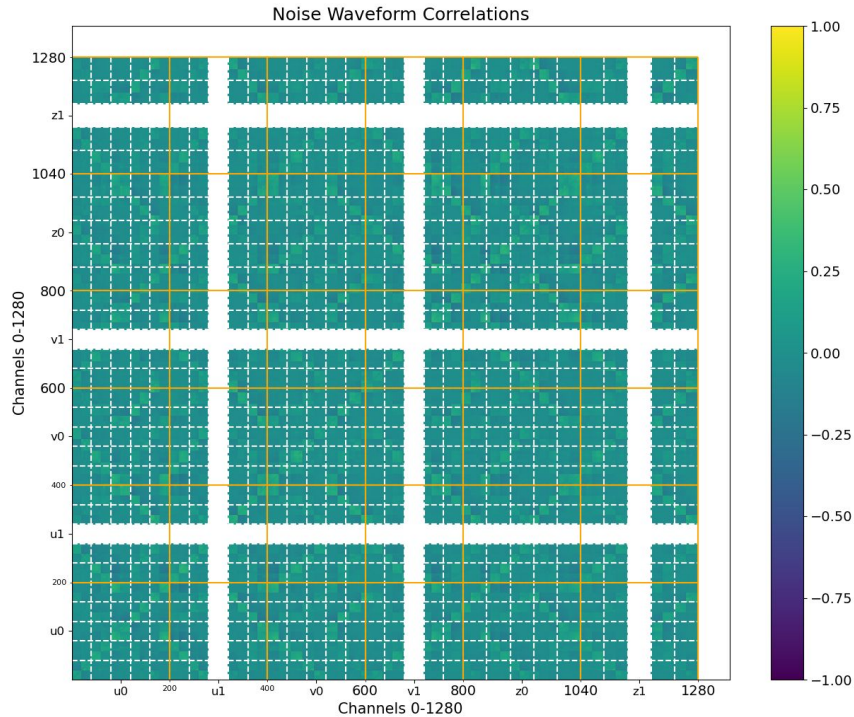 Noise Waveform Correlations
1.00
1280
0.75
z1
1040
0.50
z0
0.25
800
Channels 0-1280
v1
0.00
600
v0
−0.25
400
−0.50
u1
200
−0.75
u0
−1.00
u0 200 u1 400 v0 600 v1 800 z0 1040 z1 1280
Channels 0-1280